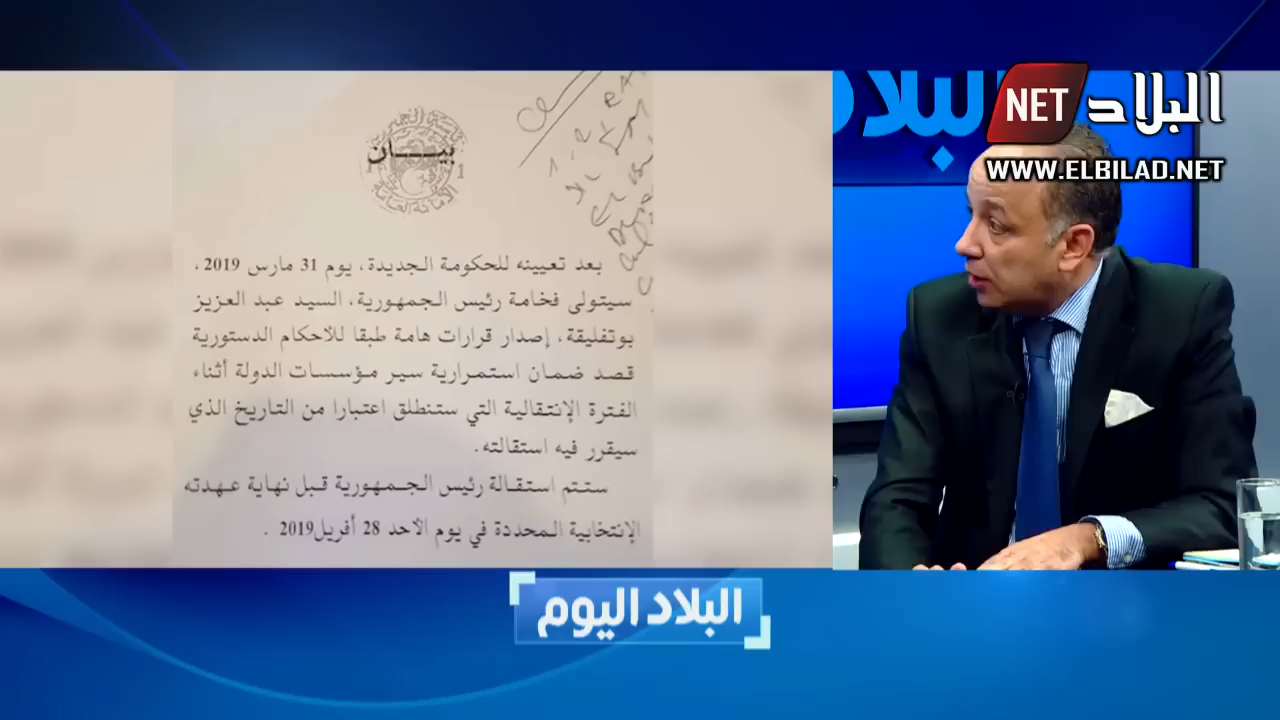 البلاد
NET
WWW.ELBILAD.NET
بيـــــان
بعد تعيينه للحكومة الجديدة، يوم 31 مارس 2019 ،
سيتولى فخامة رئيس الجمهورية، السيد عبد العزيز
بوتفليقة، إصدار قرارات هامة طبقا للاحكام الدستورية
قصد ضمان استمرارية سير مؤسسات الدولة أثناء
الفترة الإنتقالية التي ستنطلق اعتبارا من التاريخ الذي
سيقرر فيه استقالته.
ستتم استقالة رئيس الجمهورية قبل نهاية عهدته
الإنتخابية المحددة في يوم الاحد 28 أفريل2019 .
البلاد اليوم